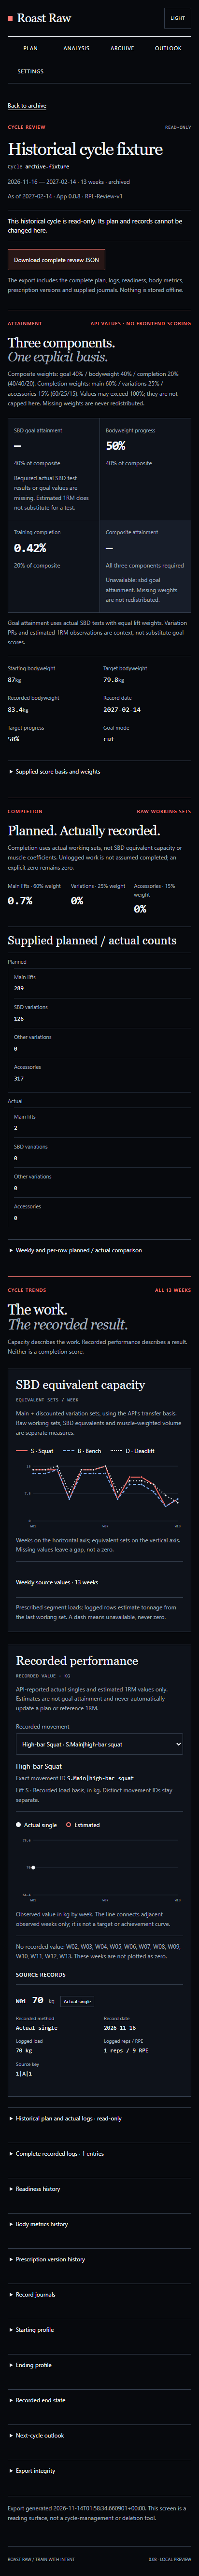 Roast Raw
LIGHT
PLAN
ANALYSIS
ARCHIVE
OUTLOOK
SETTINGS
Back to archive
CYCLE REVIEW
READ-ONLY
Historical cycle fixture
Cycle archive-fixture
2026-11-16 — 2027-02-14 · 13 weeks · archived
As of 2027-02-14 · App 0.0.8 · RPL-Review-v1
This historical cycle is read-only. Its plan and records cannot be
changed here.
Download complete review JSON
The export includes the complete plan, logs, readiness, body metrics,
prescription versions and supplied journals. Nothing is stored offline.
ATTAINMENT
API VALUES · NO FRONTEND SCORING
Three components.
One explicit basis.
Composite weights: goal 40% / bodyweight 40% / completion 20%
(40/40/20). Completion weights: main 60% / variations 25% /
accessories 15% (60/25/15). Values may exceed 100%; they are not
capped here. Missing weights are never redistributed.
SBD goal attainment
—
40% of composite
Required actual SBD test
results or goal values are
missing. Estimated 1RM does
not substitute for a test.
Bodyweight progress
50%
40% of composite
Training completion
0.42%
20% of composite
Composite attainment
—
All three components required
Unavailable: sbd goal
attainment. Missing weights
is not redistributed.
Goal attainment uses actual SBD tests with equal lift weights. Variation
PRs and estimated 1RM observations are context, not substitute goal
scores.
Starting bodyweight
87kg
Target bodyweight
79.8kg
Recorded bodyweight
83.4kg
Record date
2027-02-14
Target progress
50%
Goal mode
cut
Supplied score basis and weights
COMPLETION
RAW WORKING SETS
Planned. Actually recorded.
Completion uses actual working sets, not SBD equivalent capacity or
muscle coefficients. Unlogged work is not assumed completed; an
explicit zero remains zero.
Main lifts · 60% weight
0.7%
Variations · 25% weight
0%
Accessories · 15%
weight
0%
Supplied planned / actual counts
Planned
Main lifts
289
SBD variations
126
Other variations
0
Accessories
317
Actual
Main lifts
2
SBD variations
0
Other variations
0
Accessories
0
Weekly and per-row planned / actual comparison
CYCLE TRENDS
ALL 13 WEEKS
The work.
The recorded result.
Capacity describes the work. Recorded performance describes a result.
Neither is a completion score.
SBD equivalent capacity
EQUIVALENT SETS / WEEK
Main + discounted variation sets, using the API's transfer basis.
Raw working sets, SBD equivalents and muscle-volume equivalents
are separate measures.
S · Squat
B · Bench
D · Deadlift
0
W01
W07
W13
Weeks on the horizontal axis; equivalent sets on the vertical axis.
Missing values leave a gap, not a zero.
Weekly source values · 13 weeks
Prescribed segment loads; logged rows estimate tonnage from
the last working set. A dash means unavailable, never zero.
Recorded performance
RECORDED VALUE · KG
API-reported actual singles and estimated 1RM values only.
Estimates are not goal attainment and never automatically
update a plan or reference 1RM.
Recorded movement
High-bar Squat · S.Main|high-bar squat
High-bar Squat
Exact movement ID S.Main|high-bar squat
Lift S · Recorded load basis, in kg. Distinct movement IDs stay
separate.
Actual single
Estimated
70
W01
W07
W13
Observed value in kg by week. The line connects adjacent
observed weeks only; it is not a target or achievement curve.
No recorded value: W02, W03, W04, W05, W06, W07, W08, W09,
W10, W11, W12, W13. These weeks are not plotted as zero.
SOURCE RECORDS
W01 70 kg Actual single
Recorded method
Actual single
Record date
2026-11-16
Logged load
70 kg
Logged reps / RPE
1 reps / 9 RPE
Source key
1|A|1
Historical plan and actual logs · read-only
Complete recorded logs · 1 entries
Readiness history
Body metrics history
Prescription version history
Record journals
Starting profile
Ending profile
Recorded end state
Next-cycle outlook
Export integrity
Export generated 2026-11-14T01:58:34.660901+00:00. This screen is a
reading surface, not a cycle-management or deletion tool.
ROAST RAW / TRAIN WITH INTENT
0.0.8 · LOCAL PREVIEW